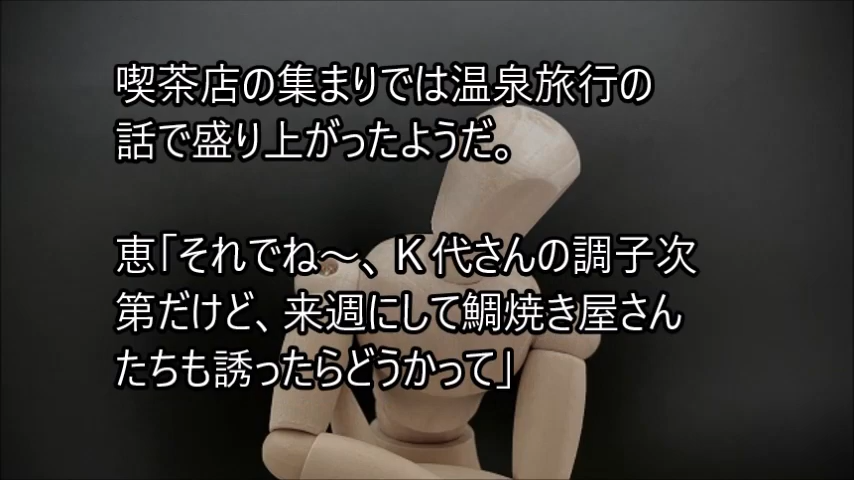 喫茶店の集まりでは温泉旅行の
話で盛り上がったようだ。
恵「それでね～、K代さんの調子次
第だけど、来週にして鯛焼き屋さん
たちも誘ったらどうかって」